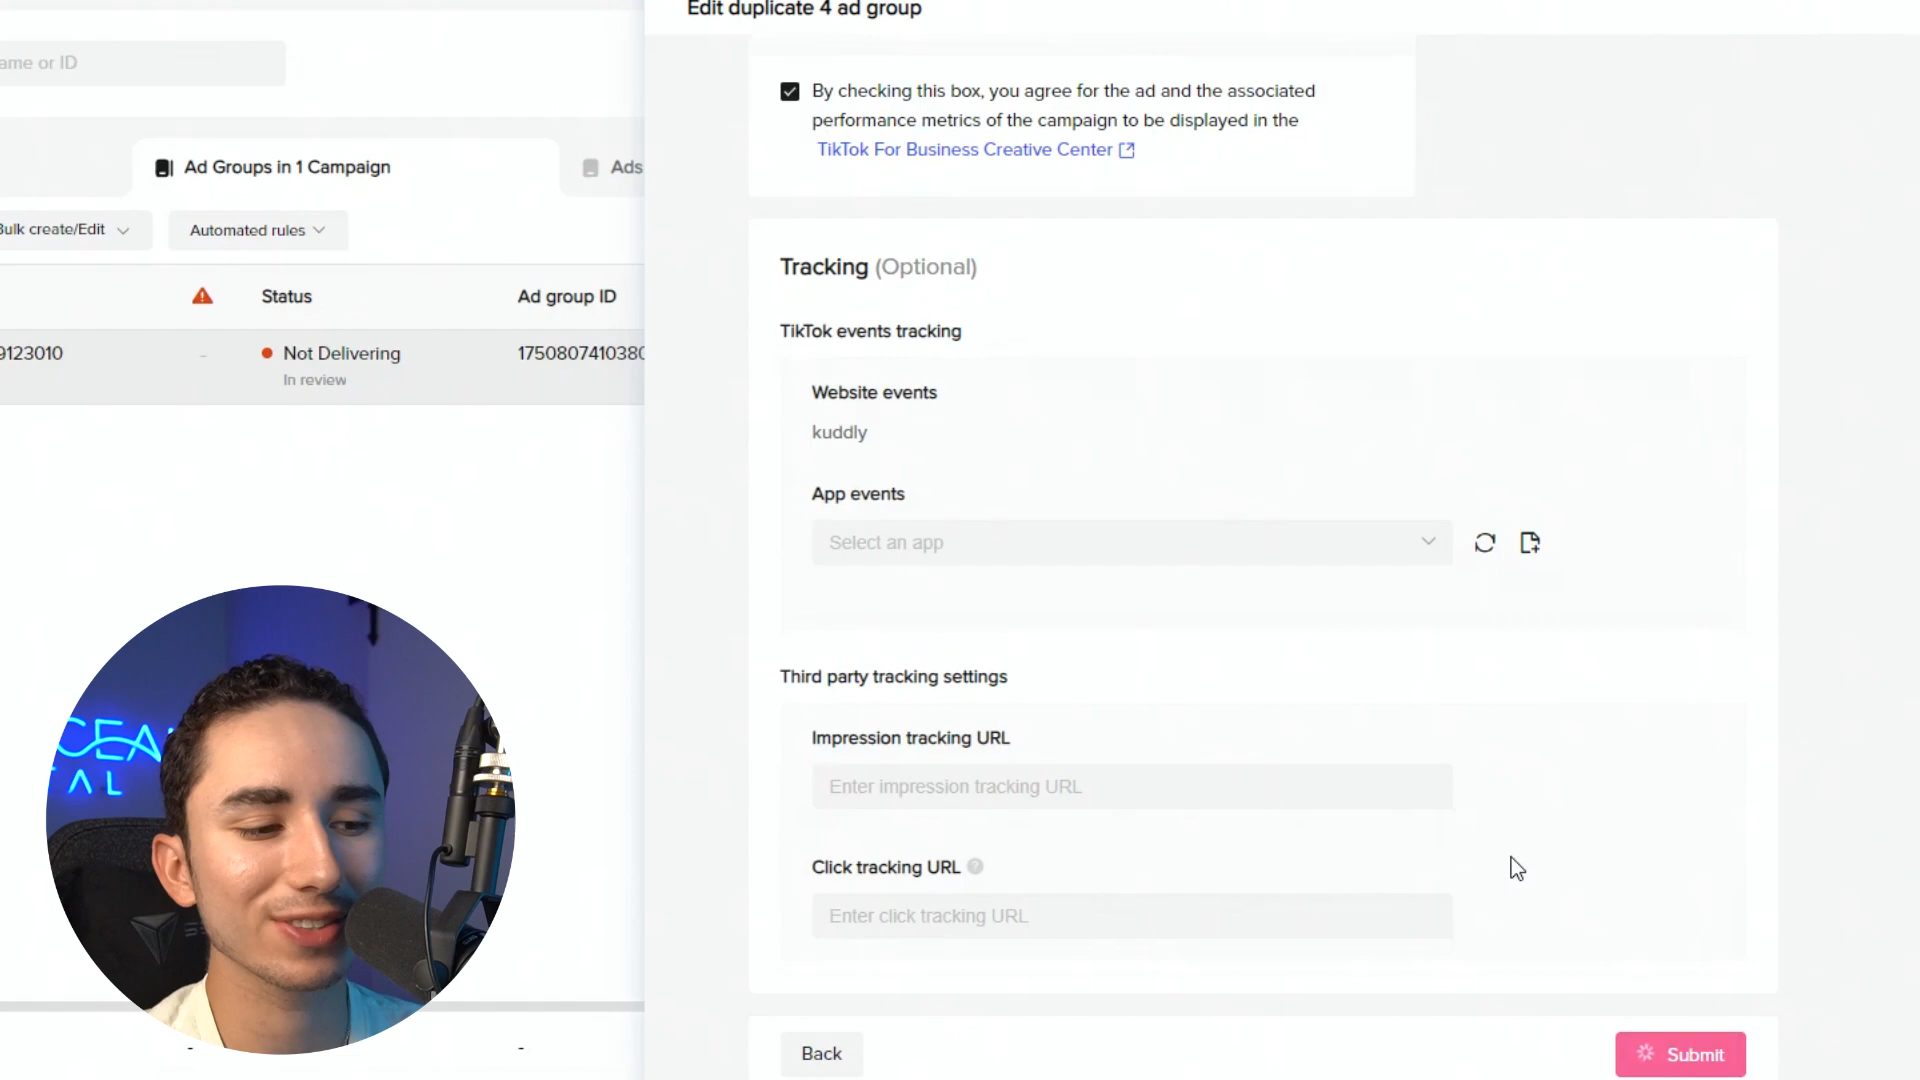 Edit duplicate 4 ad group
ame or ID
By checking this box, you agree for the ad and the associated
performance metrics of the campaign to be displayed in the
TikTok For Business Creative Center
Ad Groups in 1 Campaign
Ads
Bulk create/Edit
Automated rules
Status
Ad group ID
9123010
-
Not Delivering
In review
1750807410380
Tracking (Optional)
TikTok events tracking
Website events
kuddly
App events
Select an app
Third party tracking settings
Impression tracking URL
Enter impression tracking URL
Click tracking URL
Enter click tracking URL
CEA
AL
-
-
Back
Submit